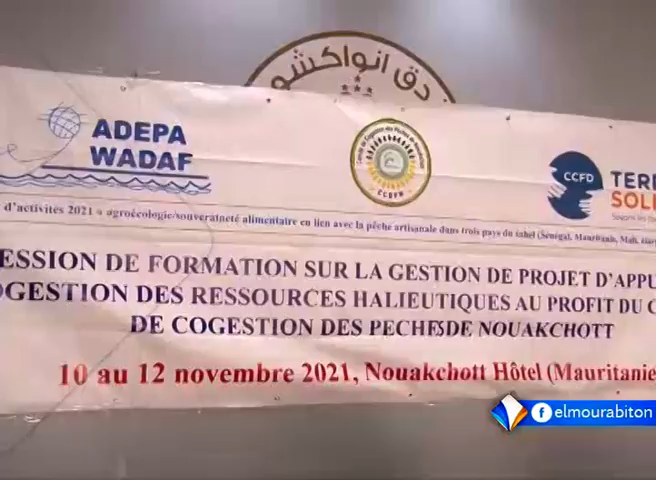 دق انواكشو
ADEPA
WADAF
CCFD
TERR
SOLI
CCDPN
d'activités 2021 « agroécologie/souveraineté alimentaire en lien avec la pêche artisanale dans trois pays du sahel (Sénégal, Mauritanie, Mali,
ESSION DE FORMATION SUR LA GESTION DE PROJET D'APPU
OGESTION DES RESSOURCES HALIEUTIQUES AU PROFIT DU C
DE COGESTION DES PECHESDE NOUAKCHOTT
10 au 12 novembre 2021, Nouakchott Hôtel (Mauritanie
elmourabiton